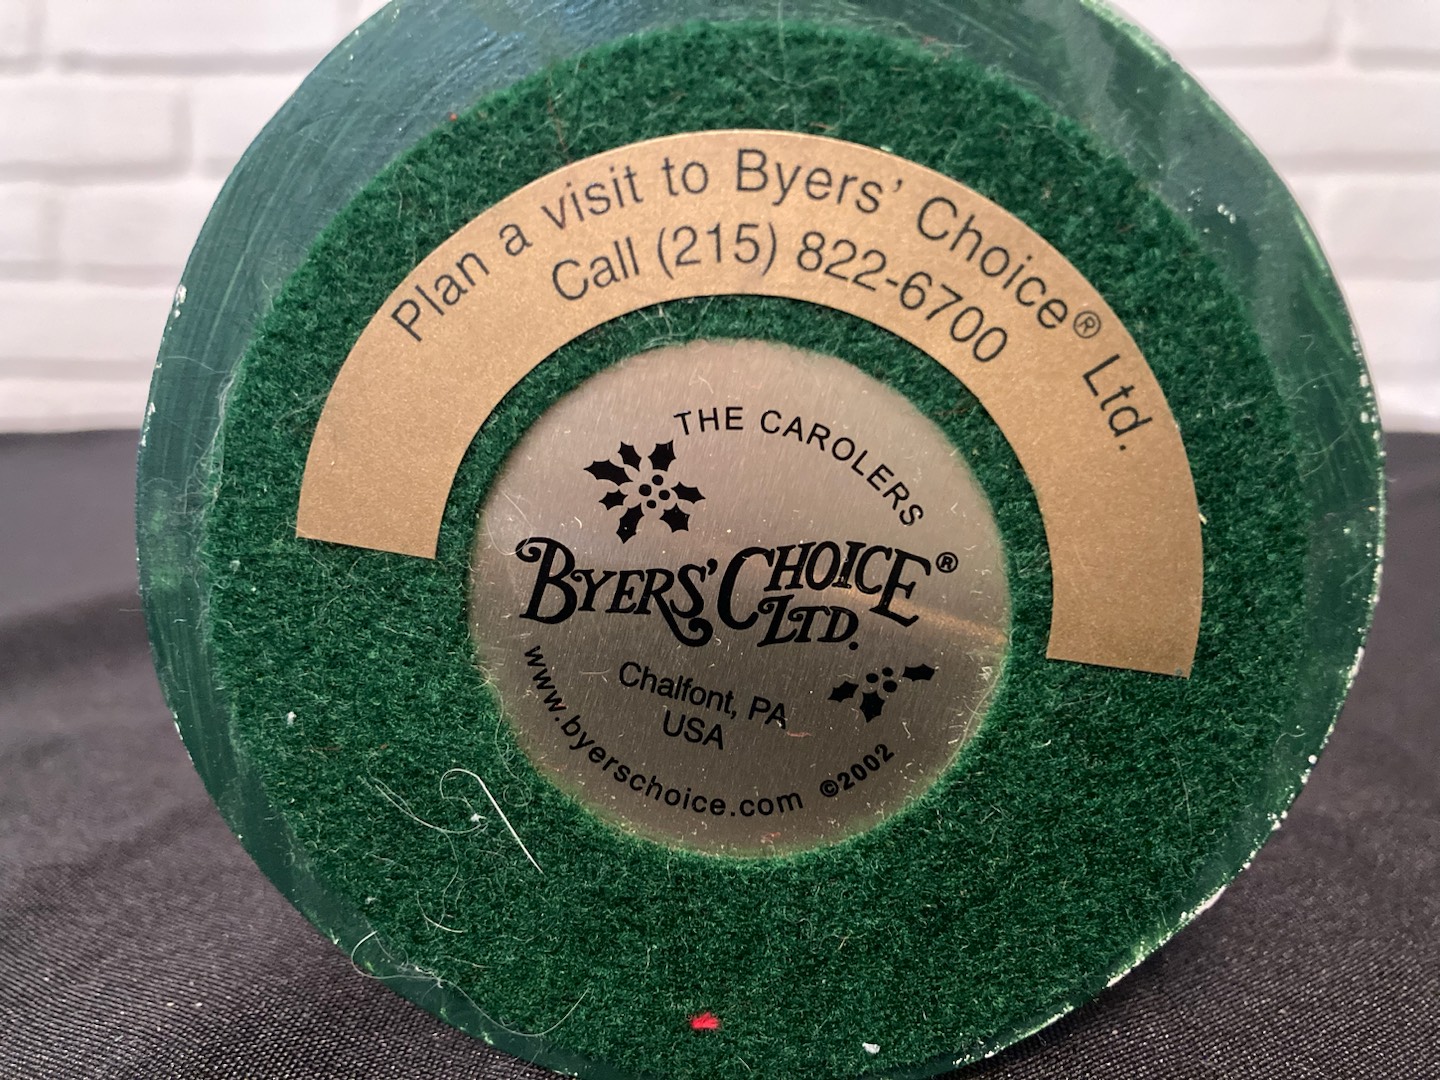 Plan a visit to Byers' Choice® Ltd.
Call (215) 822-6700
THE CAROLERS
BYERS' CHOICE®
LTD.
Chalfont, PA
USA
www.byerschoice.com ©2002